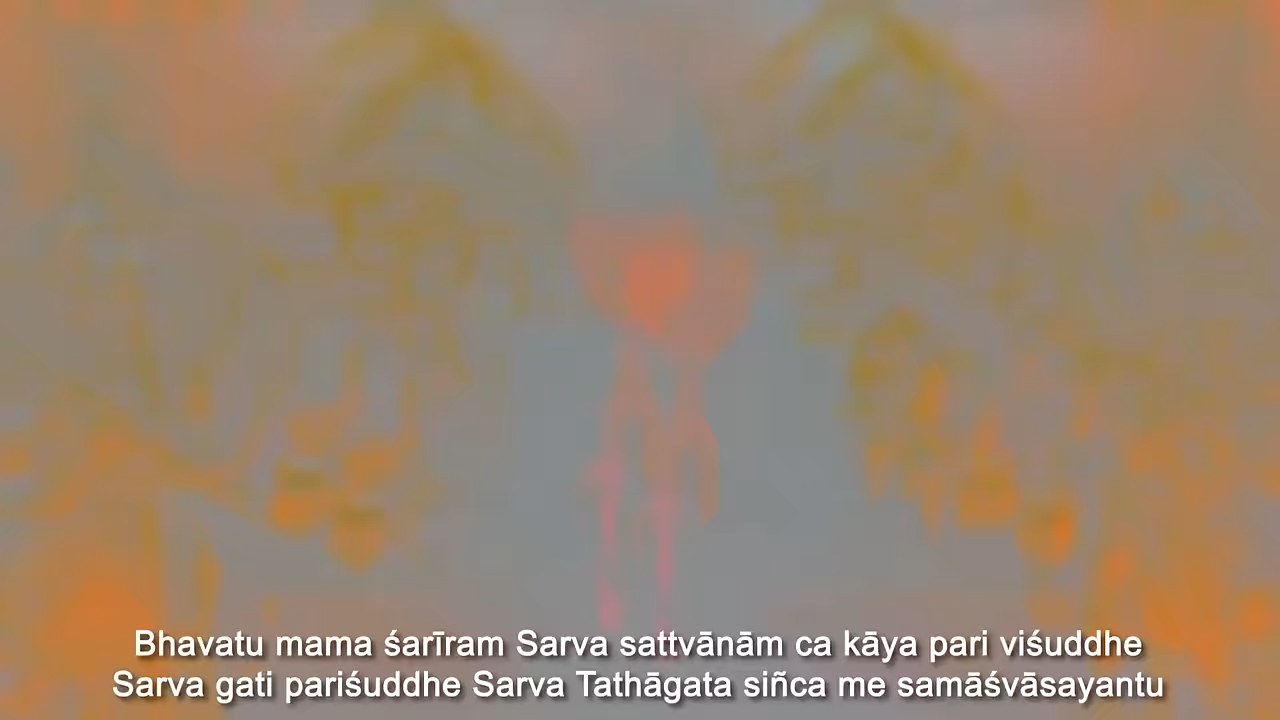 Bhavatu mama śarīram Sarva sattvānām ca kāya pari viśuddhe
Sarva gati pariśuddhe Sarva Tathāgata siñca me samāśvāsayantu